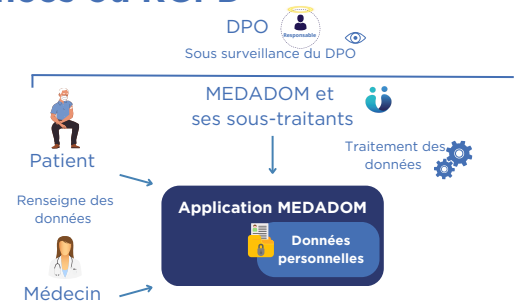 DPO
Responsable
Sous surveillance du DPO
MEDADOM et
ses sous-traitants
Traitement des
données
Patient
Renseigne des
données
Médecin
Application MEDADOM
Données
personnelles